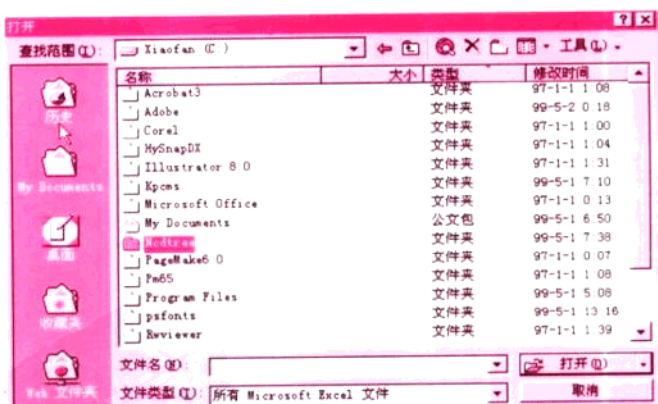 打开
查找范围(I): Xiaofan (C:) 工具(L)
名称 大小 类型 修改时间
Acrobat3 文件夹 97-1-1 1:08
Adobe 文件夹 99-5-2 0:18
Corel 文件夹 97-1-1 1:00
HySnapDX 文件夹 97-1-1 1:04
Illustrator 8.0 文件夹 97-1-1 1:31
Kpcms 文件夹 99-5-1 7:10
Microsoft Office 文件夹 97-1-1 0:13
My Documents 公文包 99-5-1 6:50
Ncdtree 文件夹 99-5-1 7:38
PageMake6.0 文件夹 97-1-1 0:07
Pm65 文件夹 97-1-1 1:08
Program Files 文件夹 99-5-1 5:08
psfonts 文件夹 99-5-1 13:16
Rwviewer 文件夹 97-1-1 1:39
历史
My Documents
桌面
收藏夹
Web 文件夹
文件名(N): 打开(O)
文件类型(T): 所有 Microsoft Excel 文件 取消